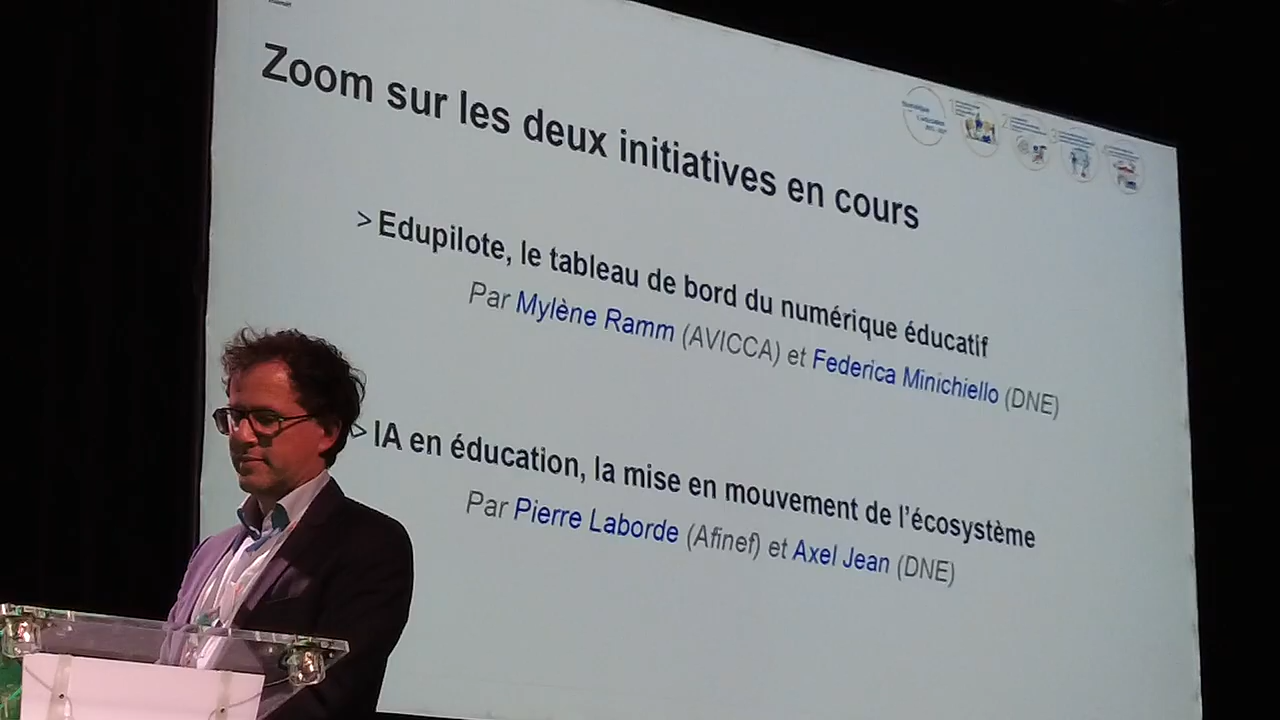 Zoom sur les deux initiatives en cours
> Edupilote, le tableau de bord du numérique éducatif
Par Mylène Ramm (AVICCA) et Federica Minichiello (DNE)
> IA en éducation, la mise en mouvement de l'écosystème
Par Pierre Laborde (Afinef) et Axel Jean (DNE)